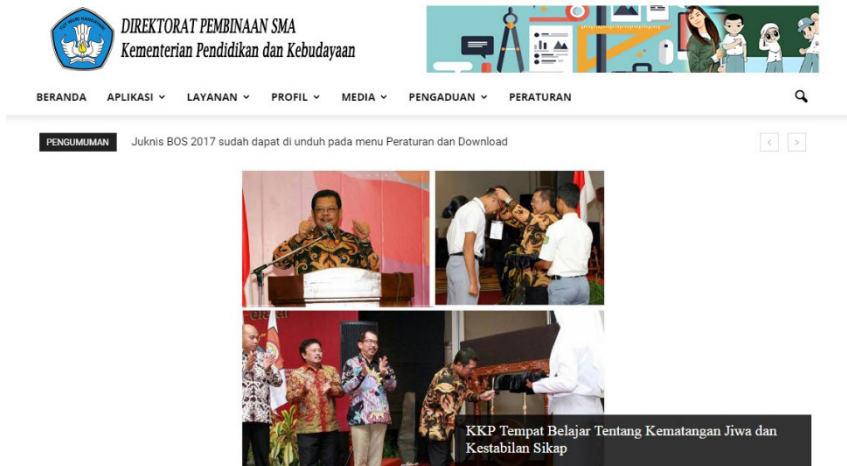 DIREKTORAT PEMBINAAN SMA
Kementerian Pendidikan dan Kebudayaan
BERANDA APLIKASI LAYANAN PROFIL MEDIA PENGADUAN PERATURAN
PENGUMUMAN Juknis BOS 2017 sudah dapat di unduh pada menu Peraturan dan Download
KKP Tempat Belajar Tentang Kematangan Jiwa dan
Kestabilan Sikap